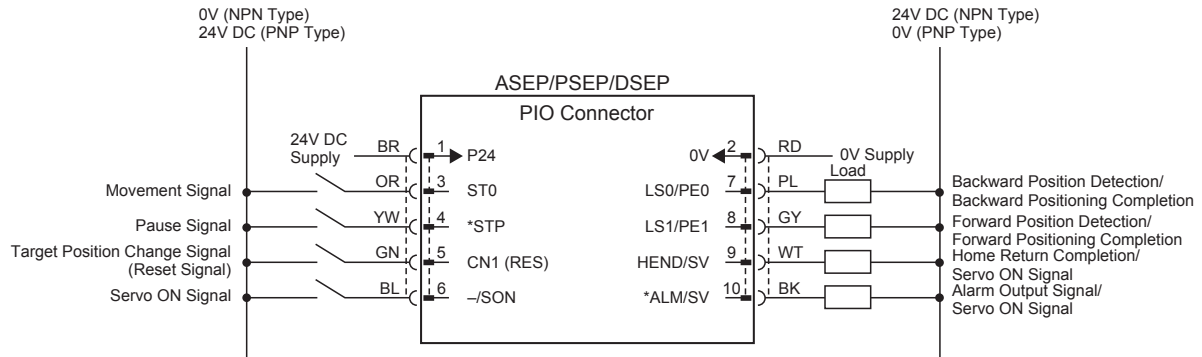 0V (NPN Type)
24V DC (PNP Type)
24V DC (NPN Type)
0V (PNP Type)
ASEP/PSEP/DSEP
PIO Connector
24V DC
Supply
BR 1 P24
0V 2 RD 0V Supply
Load
Movement Signal OR 3 ST0
LS0/PE0 7 PL Backward Position Detection/
Backward Positioning Completion
Pause Signal YW 4 *STP
LS1/PE1 8 GY Forward Position Detection/
Forward Positioning Completion
Target Position Change Signal
(Reset Signal) GN 5 CN1 (RES)
HEND/SV 9 WT Home Return Completion/
Servo ON Signal
Servo ON Signal BL 6 –/SON
*ALM/SV 10 BK Alarm Output Signal/
Servo ON Signal